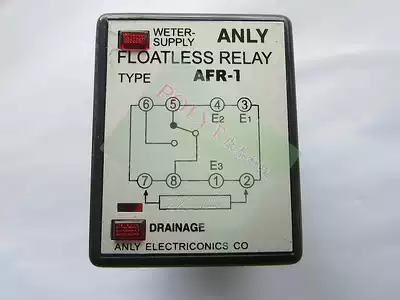 WETER-
SUPPLY
ANLY
FLOATLESS RELAY
TYPE AFR-1
6 5 4 3
E2 E1
E3
7 8 1 2
DRAINAGE
ANLY ELECTRICONICS CO